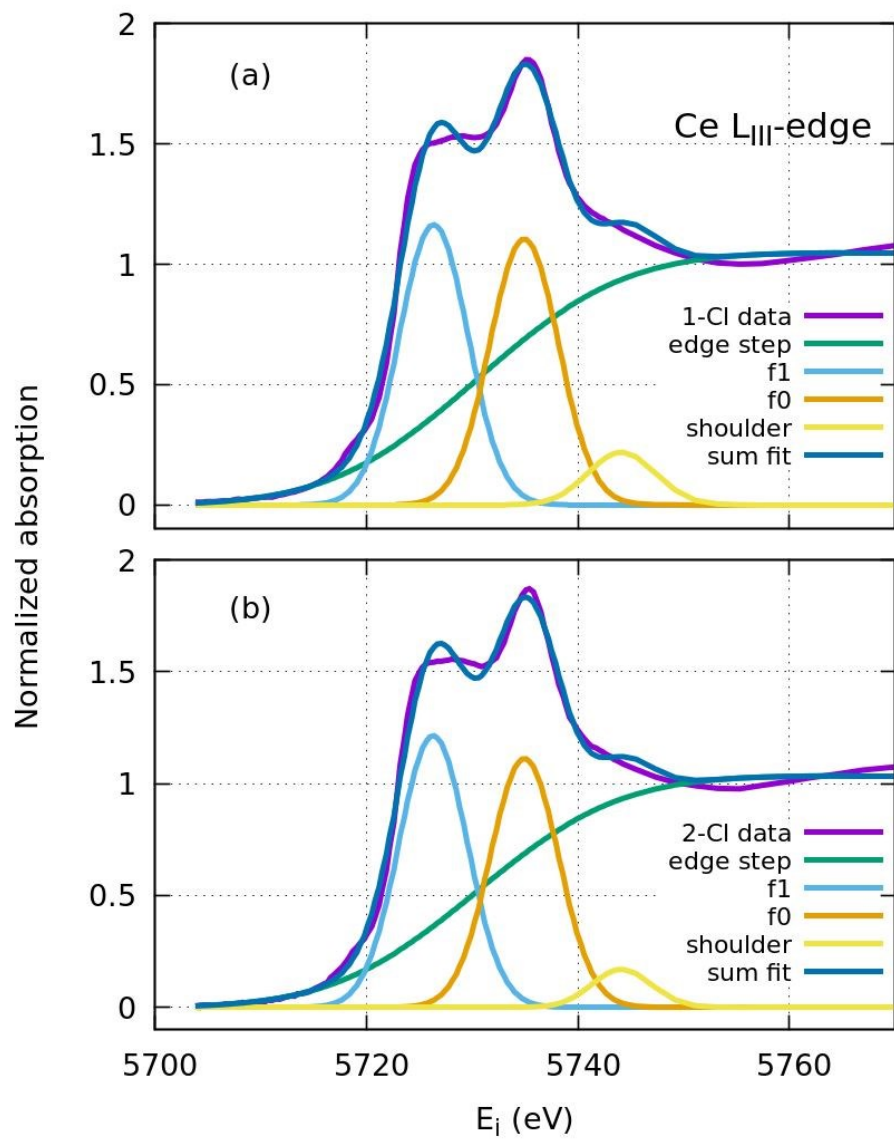 2
(a)
Ce L_III-edge
1.5
1
1-Cl data
edge step
f1
0.5
f0
shoulder
sum fit
0
Normalized absorption
2
(b)
1.5
1
2-Cl data
edge step
f1
0.5
f0
shoulder
sum fit
0
5700 5720 5740 5760
E_i (eV)